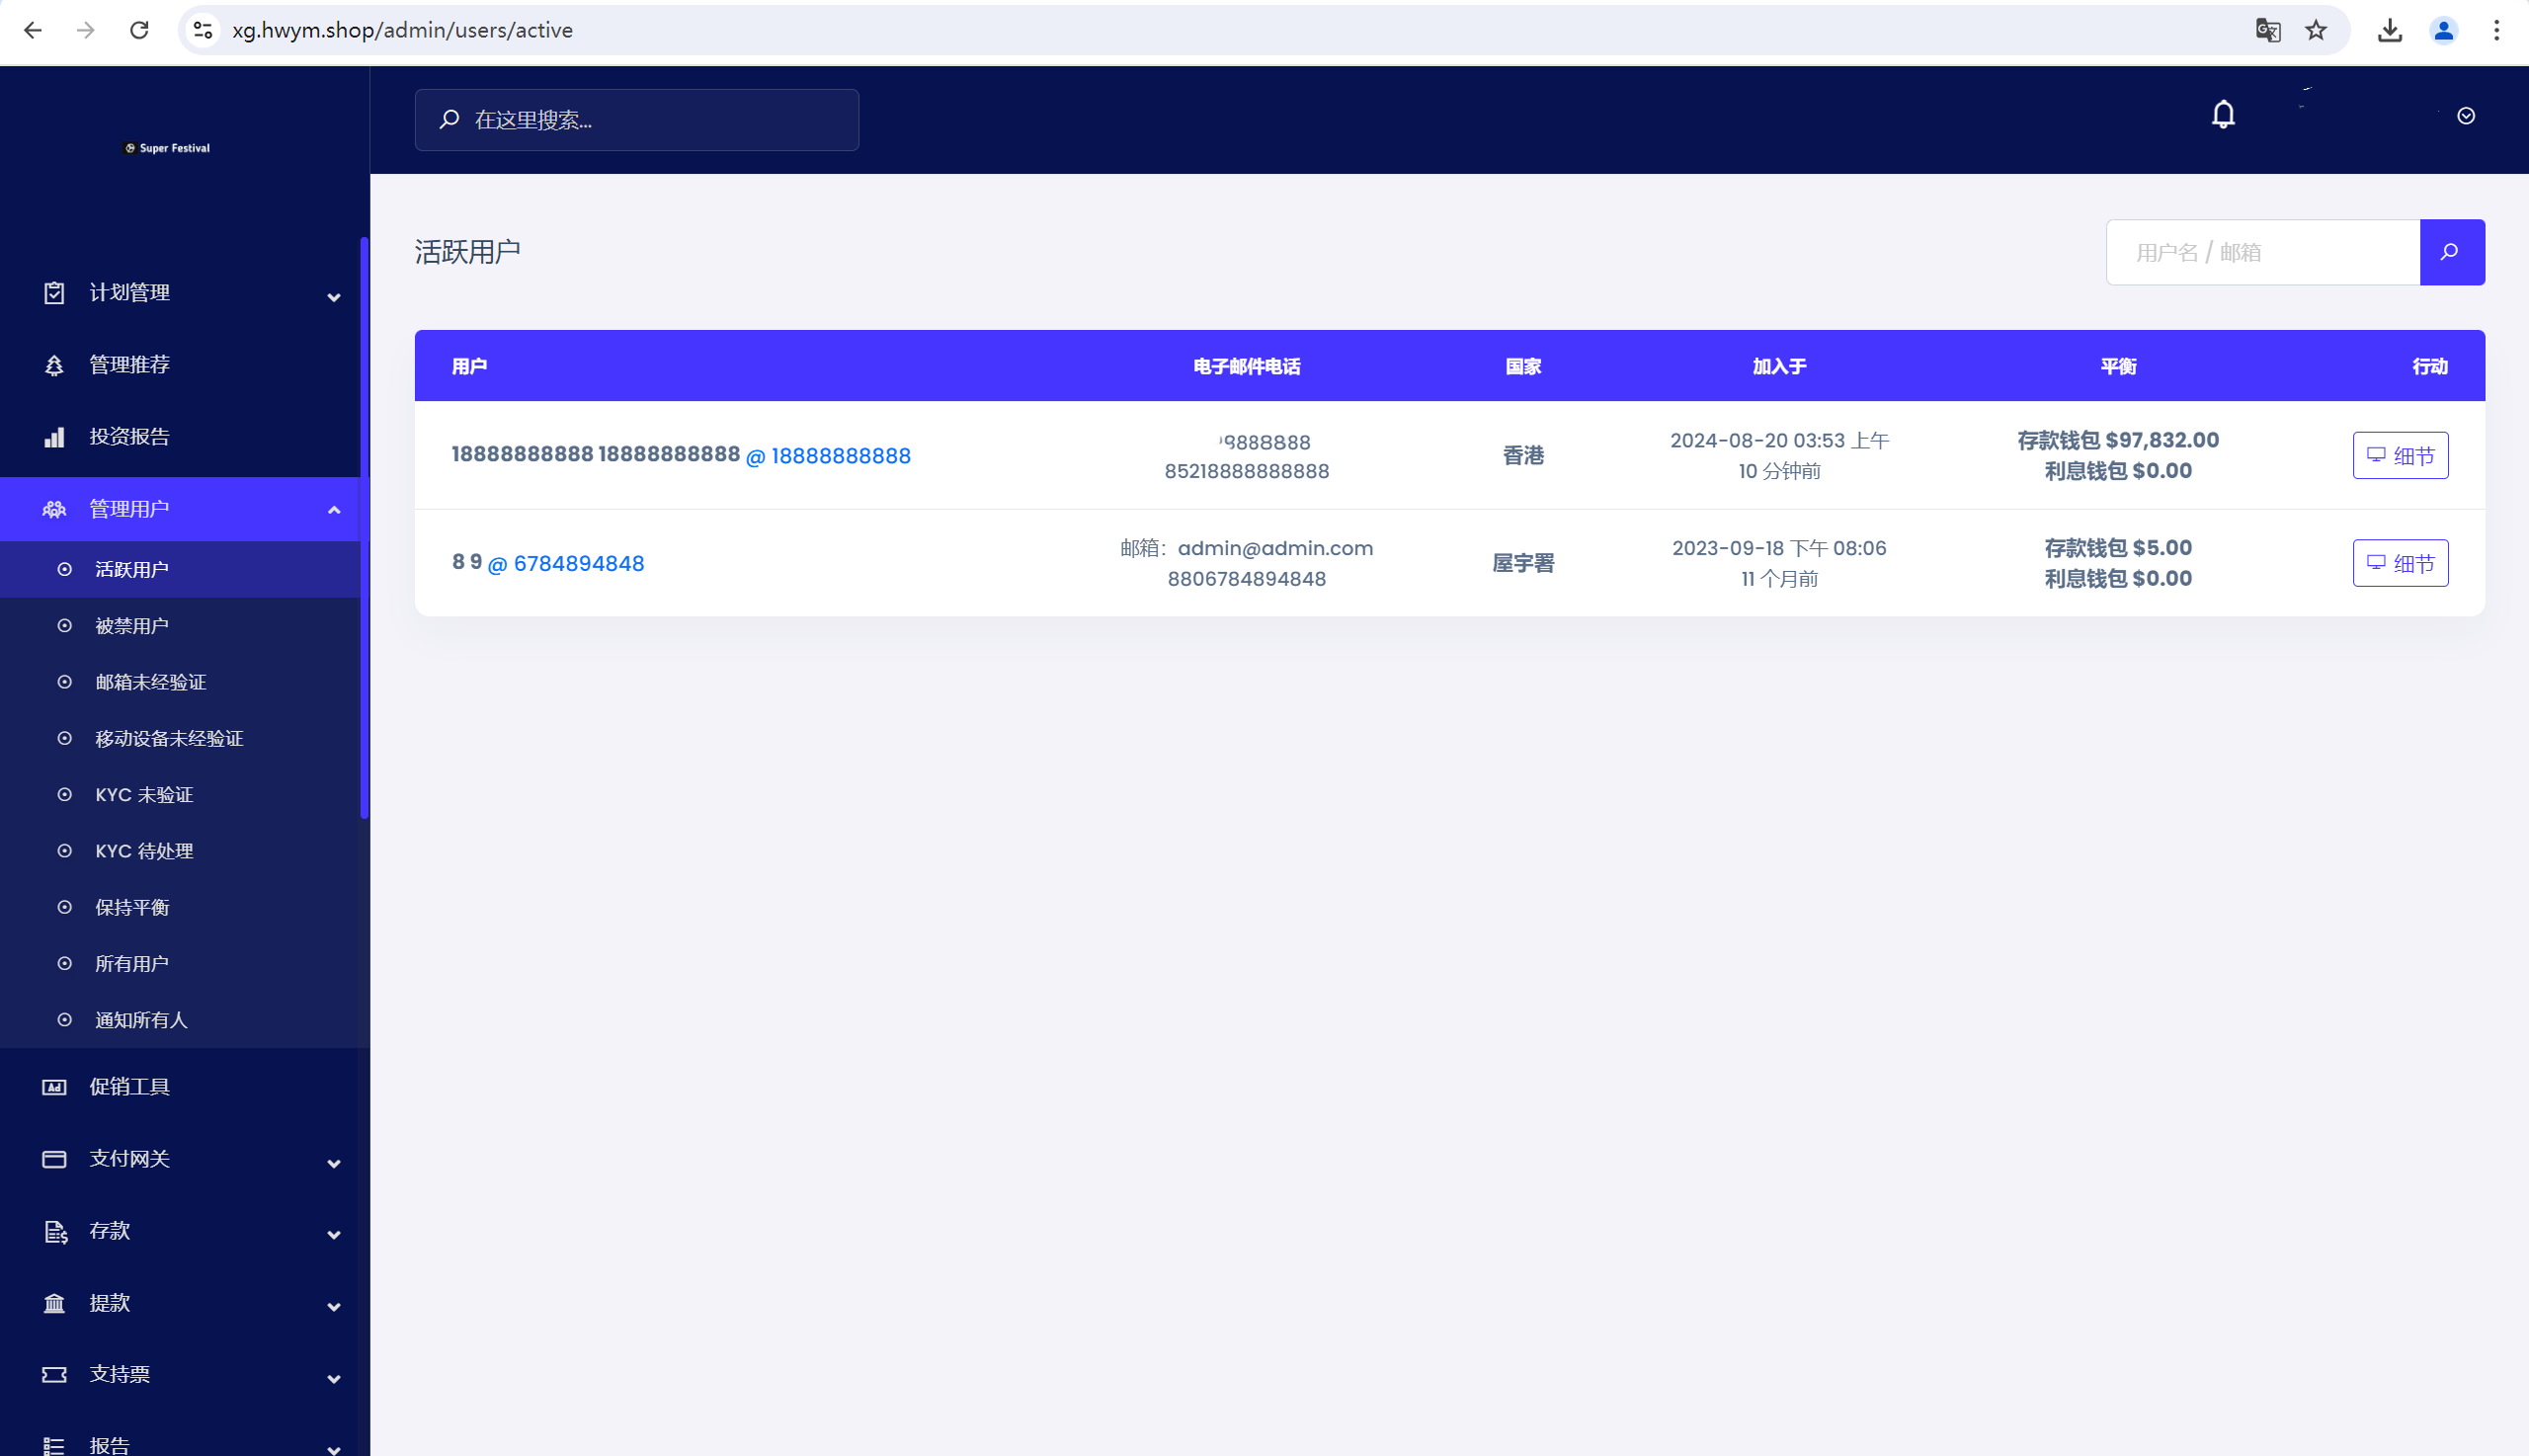 xg.hwym.shop/admin/users/active
Super Festival
在这里搜索...
计划管理
管理推荐
投资报告
管理用户
活跃用户
被禁用户
邮箱未经验证
移动设备未经验证
KYC 未验证
KYC 待处理
保持平衡
所有用户
通知所有人
促销工具
支付网关
存款
提款
支持票
报告
活跃用户
用户名 / 邮箱
用户 电子邮件电话 国家 加入于 平衡 行动
18888888888 18888888888 @ 18888888888
85218888888888
香港
2024-08-20 03:53 上午
10 分钟前
存款钱包 $97,832.00
利息钱包 $0.00
细节
8 9 @ 6784894848
邮箱：admin@admin.com
8806784894848
屋宇署
2023-09-18 下午 08:06
11 个月前
存款钱包 $5.00
利息钱包 $0.00
细节